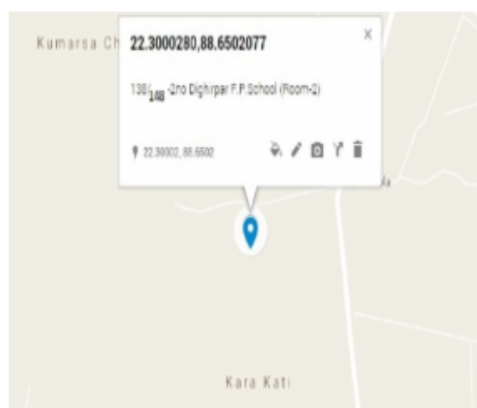 Kumarsa Ch
22.3000280,88.6502077
138/148 -2no Dighirpar F.P.School (Room-2)
22.30002, 88.6502
Kara Kati